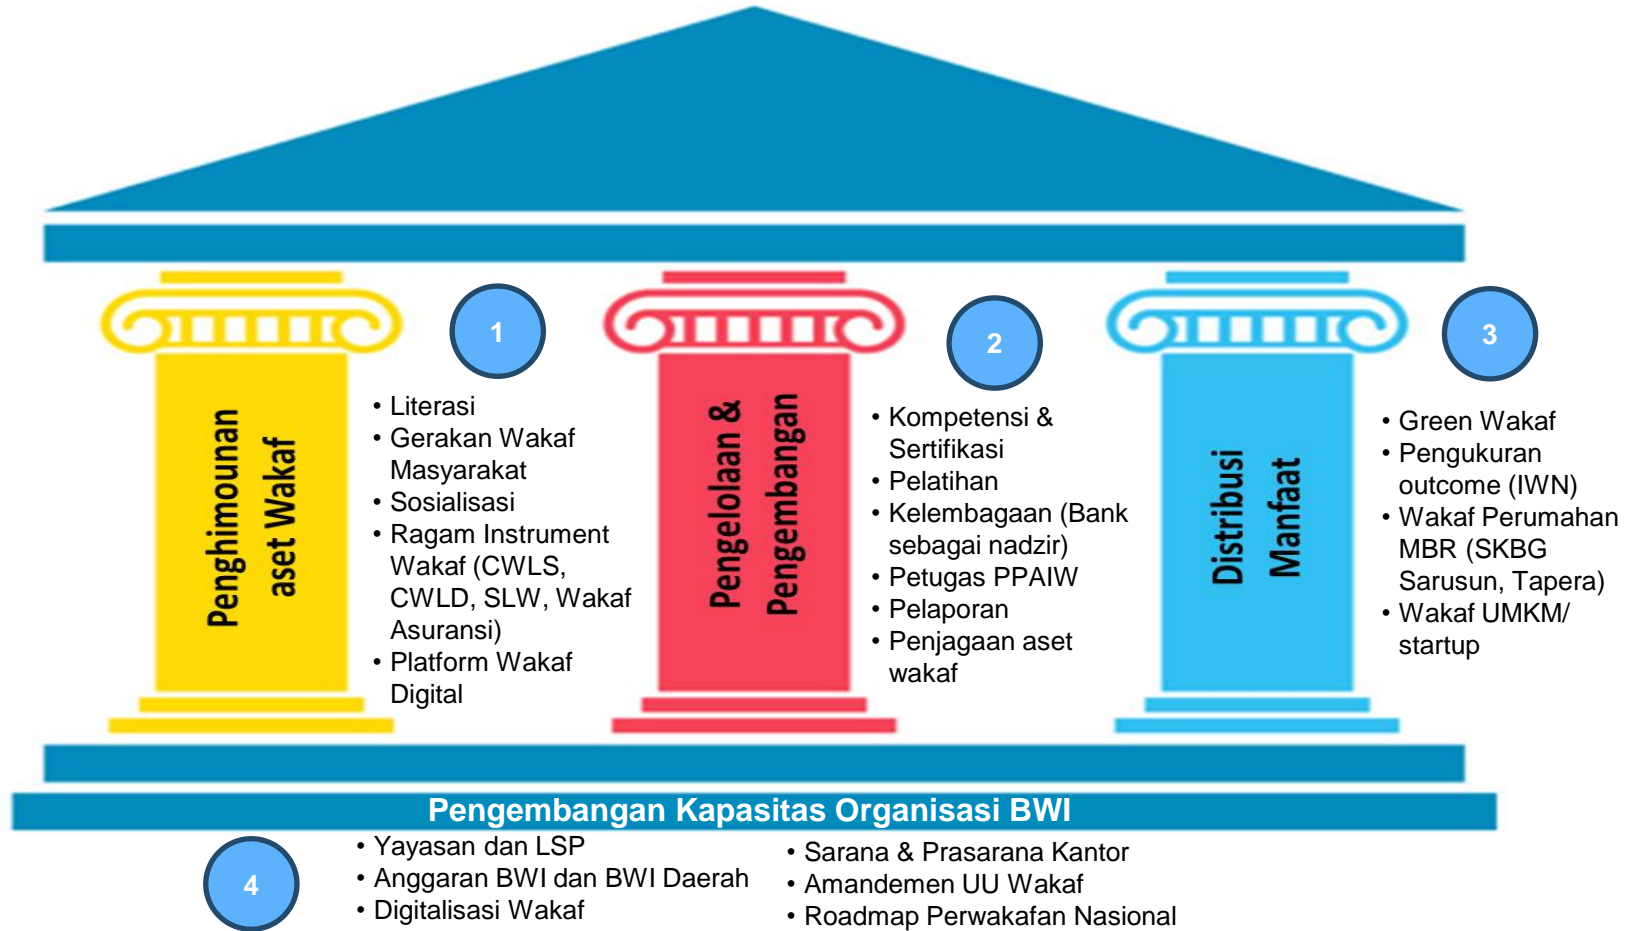 1
Penghimounan
aset Wakaf
• Literasi
• Gerakan Wakaf
Masyarakat
• Sosialisasi
• Ragam Instrument
Wakaf (CWLS,
CWLD, SLW, Wakaf
Asuransi)
• Platform Wakaf
Digital
2
Pengelolaan &
Pengembangan
• Kompetensi &
Sertifikasi
• Pelatihan
• Kelembagaan (Bank
sebagai nadzir)
• Petugas PPAIW
• Pelaporan
• Penjagaan aset
wakaf
3
Distribusi
Manfaat
• Green Wakaf
• Pengukuran
outcome (IWN)
• Wakaf Perumahan
MBR (SKBG
Sarusun, Tapera)
• Wakaf UMKM/
startup
Pengembangan Kapasitas Organisasi BWI
4
• Yayasan dan LSP
• Anggaran BWI dan BWI Daerah
• Digitalisasi Wakaf
• Sarana & Prasarana Kantor
• Amandemen UU Wakaf
• Roadmap Perwakafan Nasional